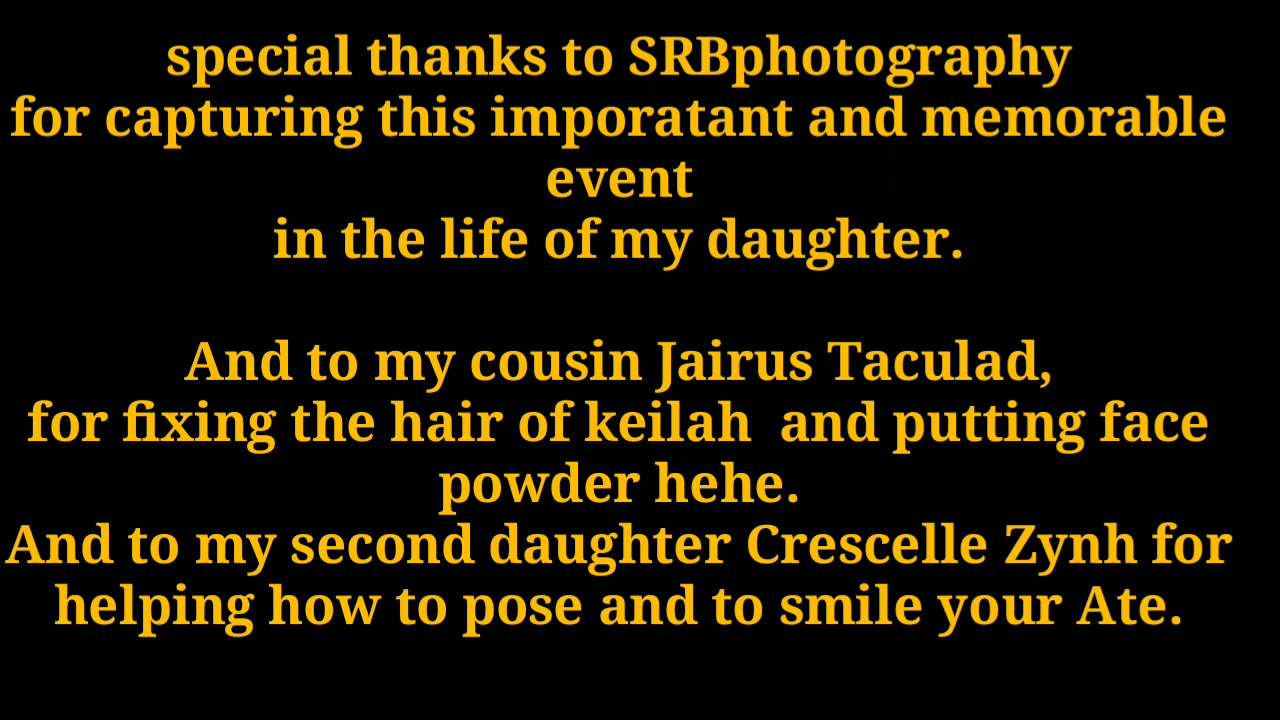 special thanks to SRBphotography
for capturing this imporatant and memorable
event
in the life of my daughter.
And to my cousin Jairus Taculad,
for fixing the hair of keilah  and putting face
powder hehe.
And to my second daughter Crescelle Zynh for
helping how to pose and to smile your Ate.